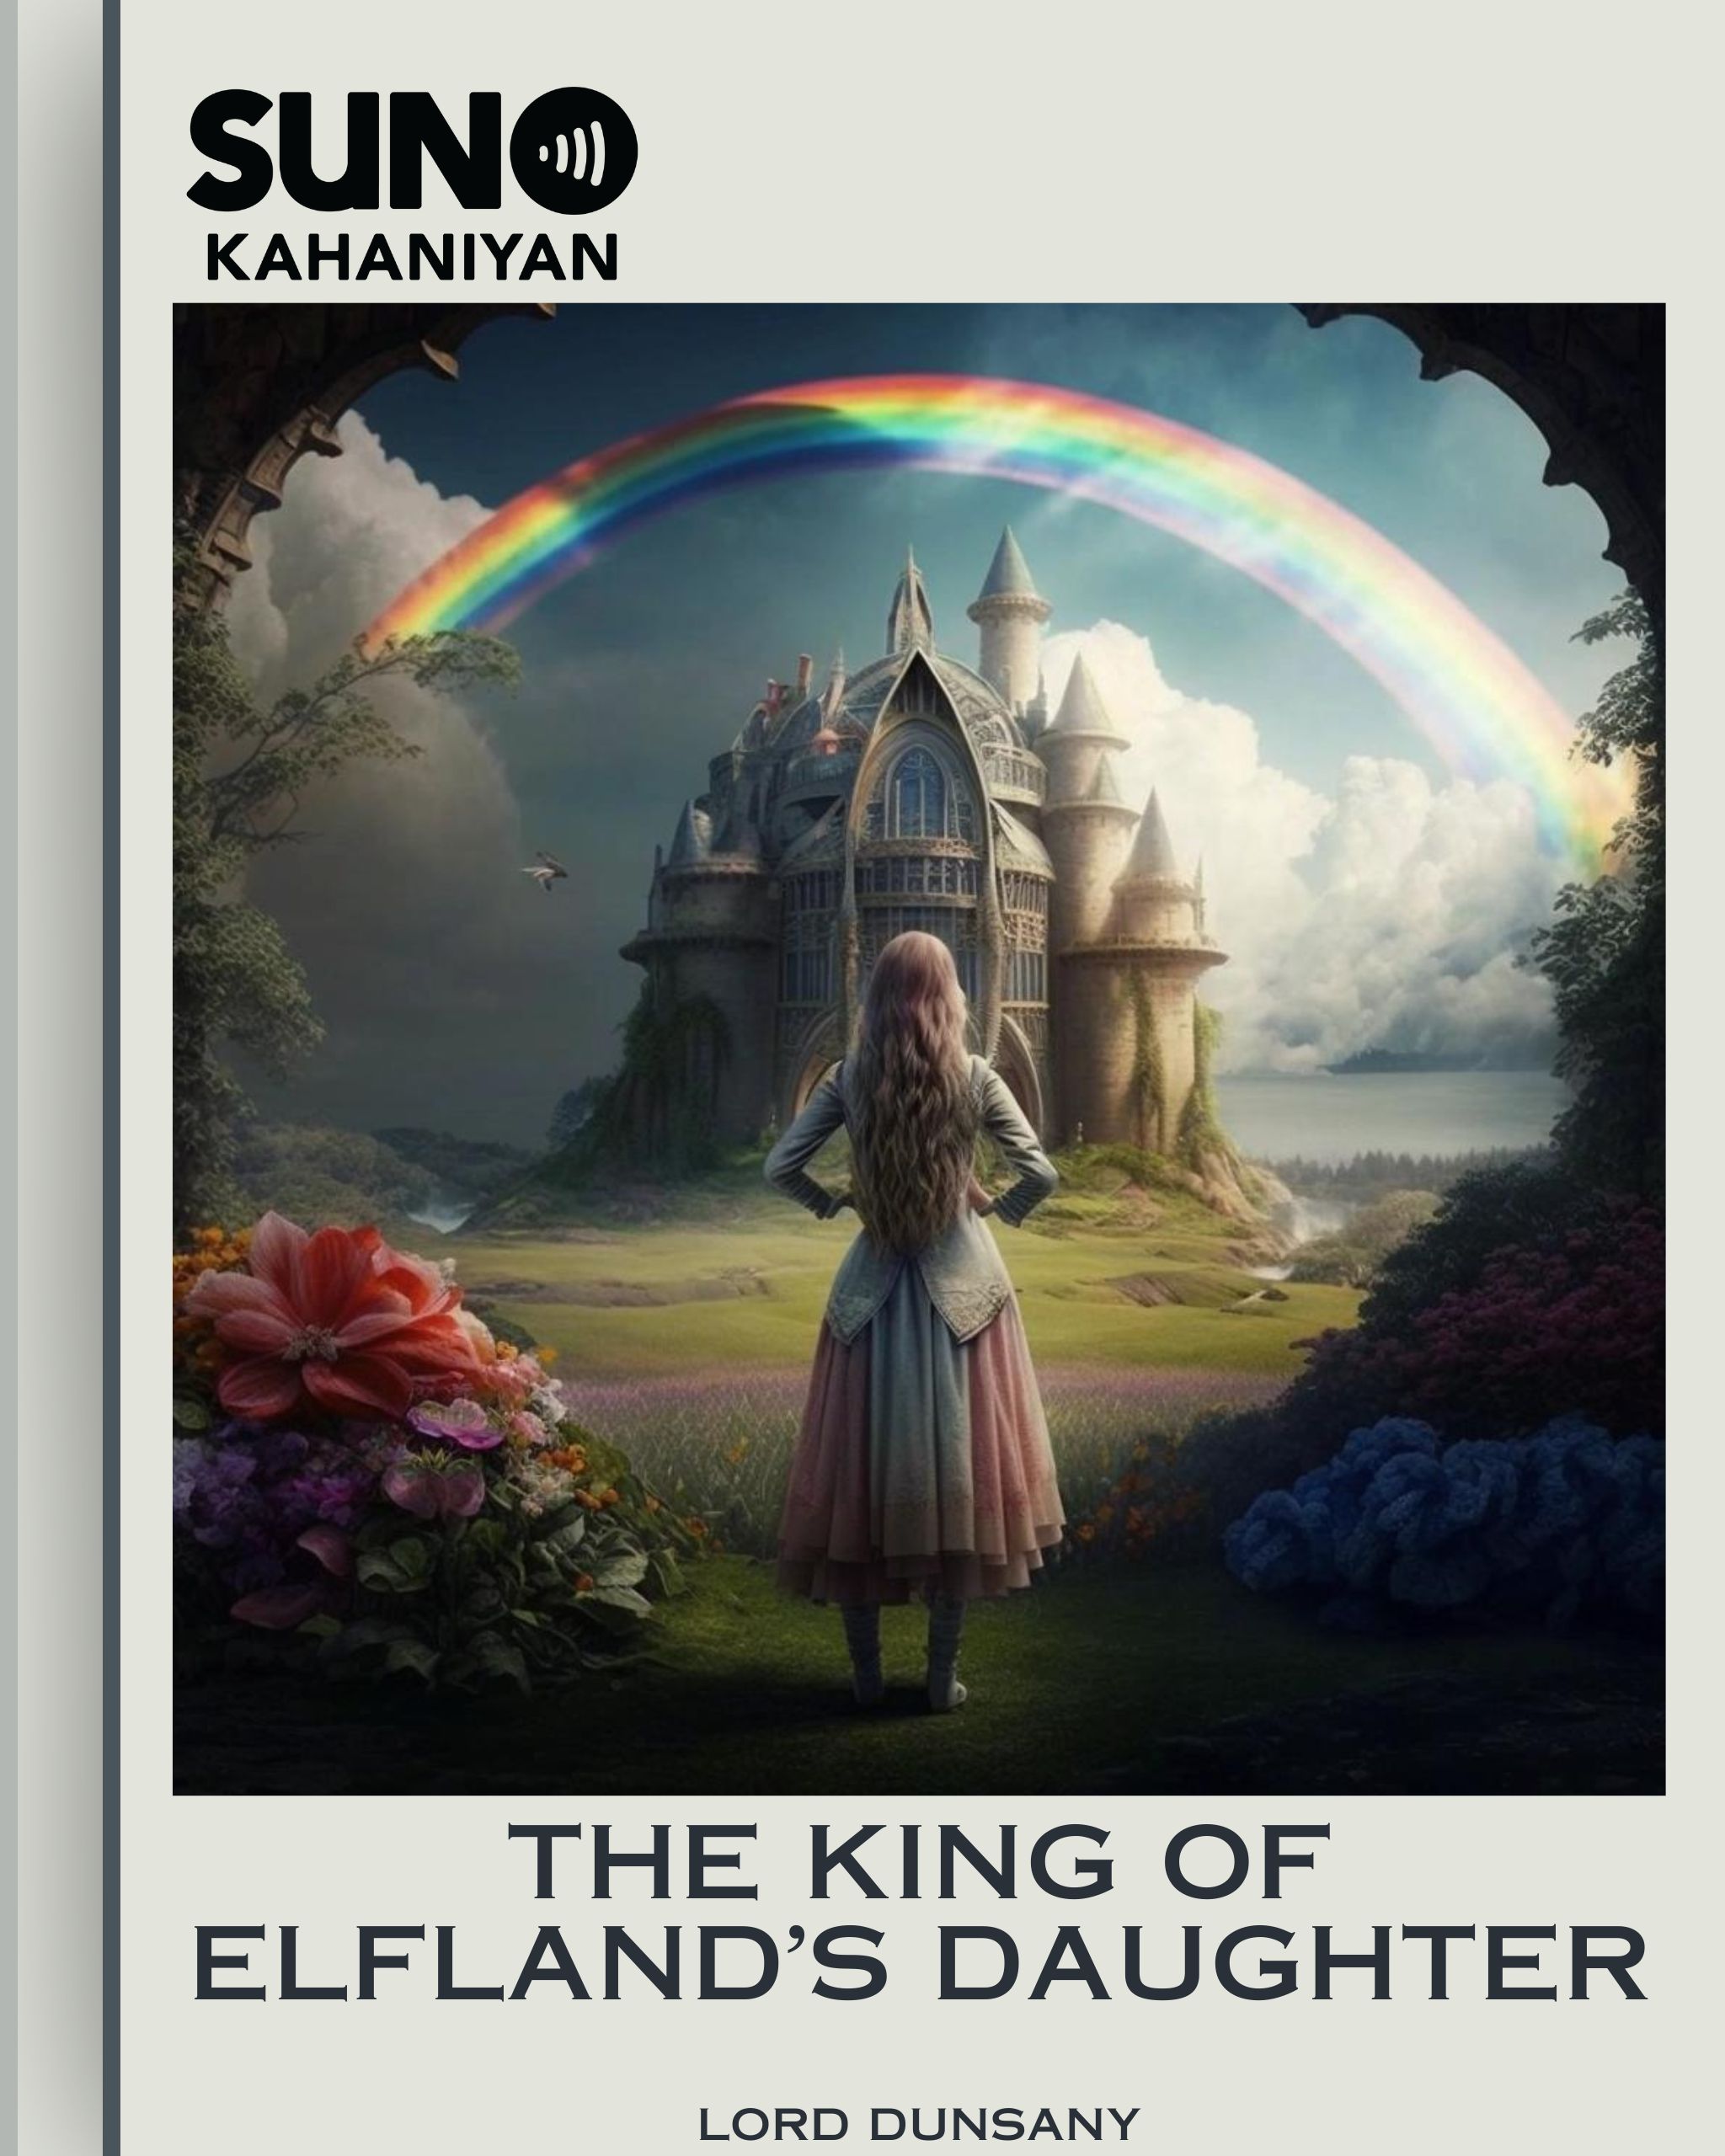 SUNO
KAHANIYAN
THE KING OF
ELFLAND’S DAUGHTER
LORD DUNSANY